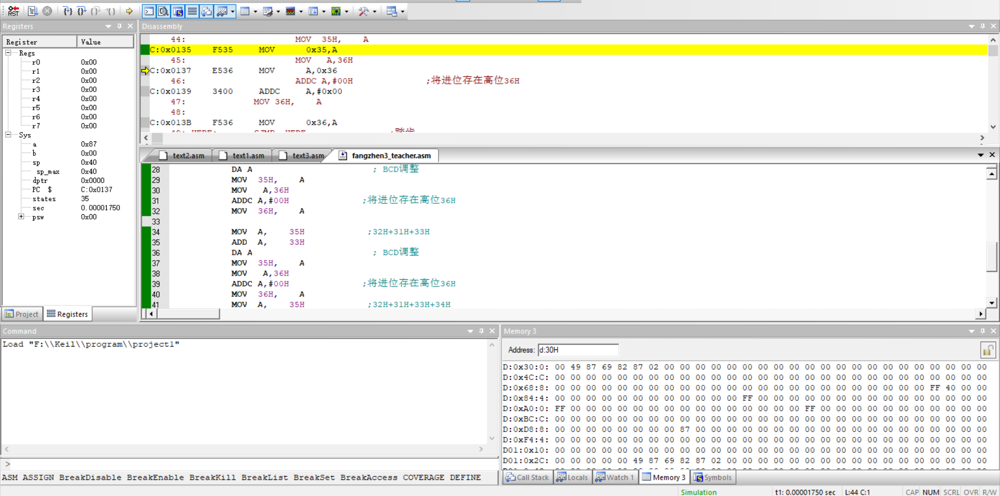 RST
Registers
Register Value
Regs
r0 0x00
r1 0x00
r2 0x00
r3 0x00
r4 0x00
r5 0x00
r6 0x00
r7 0x00
Sys
a 0x87
b 0x00
sp 0x40
sp_max 0x40
dptr 0x0000
PC $ C:0x0137
states 35
sec 0.00001750
psw 0x00
Project Registers
Disassembly
44: MOV 35H, A
C:0x0135 F535 MOV 0x35,A
45: MOV A,36H
C:0x0137 E536 MOV A,0x36
46: ADDC A,#00H ;将进位存在高位36H
C:0x0139 3400 ADDC A,#0x00
47: MOV 36H, A
48:
C:0x013B F536 MOV 0x36,A
text2.asm text1.asm text3.asm fangzhen3_teacher.asm
28 DA A ; BCD调整
29 MOV 35H, A
30 MOV A,36H
31 ADDC A,#00H ;将进位存在高位36H
32 MOV 36H, A
33
34 MOV A, 35H ;32H+31H+33H
35 ADD A, 33H
36 DA A ; BCD调整
37 MOV 35H, A
38 MOV A,36H
39 ADDC A,#00H ;将进位存在高位36H
40 MOV 36H, A
41 MOV A, 35H ;32H+31H+33H+34H
Command
Load "F:\\Keil\\program\\project1"
>
ASM ASSIGN BreakDisable BreakEnable BreakKill BreakList BreakSet BreakAccess COVERAGE DEFINE
Memory 3
Address: d:30H
D:0x30:0: 00 49 87 69 82 87 02 00 00 00 00 00 00 00 00 00 00 00 00 00 00 00 00 00 00 00 00 00
D:0x4C:C: 00 00 00 00 00 00 00 00 00 00 00 00 00 00 00 00 00 00 00 00 00 00 00 00 00 00 00 00
D:0x68:8: 00 00 00 00 00 00 00 00 00 00 00 00 00 00 00 00 00 00 00 00 00 00 00 00 FF 40 00 00
D:0x84:4: 00 00 00 00 00 00 00 00 00 00 00 00 FF 00 00 00 00 00 00 00 00 00 00 00 00 00 00 00
D:0xA0:0: FF 00 00 00 00 00 00 00 00 00 00 00 00 00 00 00 FF 00 00 00 00 00 00 00 00 00 00 00
D:0xBC:C: 00 00 00 00 00 00 00 00 00 00 00 00 00 00 00 00 00 00 00 00 00 00 00 00 00 00 00 00
D:0xD8:8: 00 00 00 00 00 00 00 00 87 00 00 00 00 00 00 00 00 00 00 00 00 00 00 00 00 00 00 00
D:0xF4:4: 00 00 00 00 00 00 00 00 00 00 00 00 00 00 00 00 00 00 00 00 00 00 00 00 00 00 00 00
D01:0x10: 00 00 00 00 00 00 00 00 00 00 00 00 00 00 00 00 00 00 00 00 00 00 00 00 00 00 00 00
D01:0x2C: 00 00 00 00 00 49 87 69 82 87 02 00 00 00 00 00 00 00 00 00 00 00 00 00 00 00 00 00
Call Stack Locals Watch 1 Memory 3 Symbols
Simulation t1: 0.00001750 sec L:44 C:1 CAP NUM SCRL OVR R/W